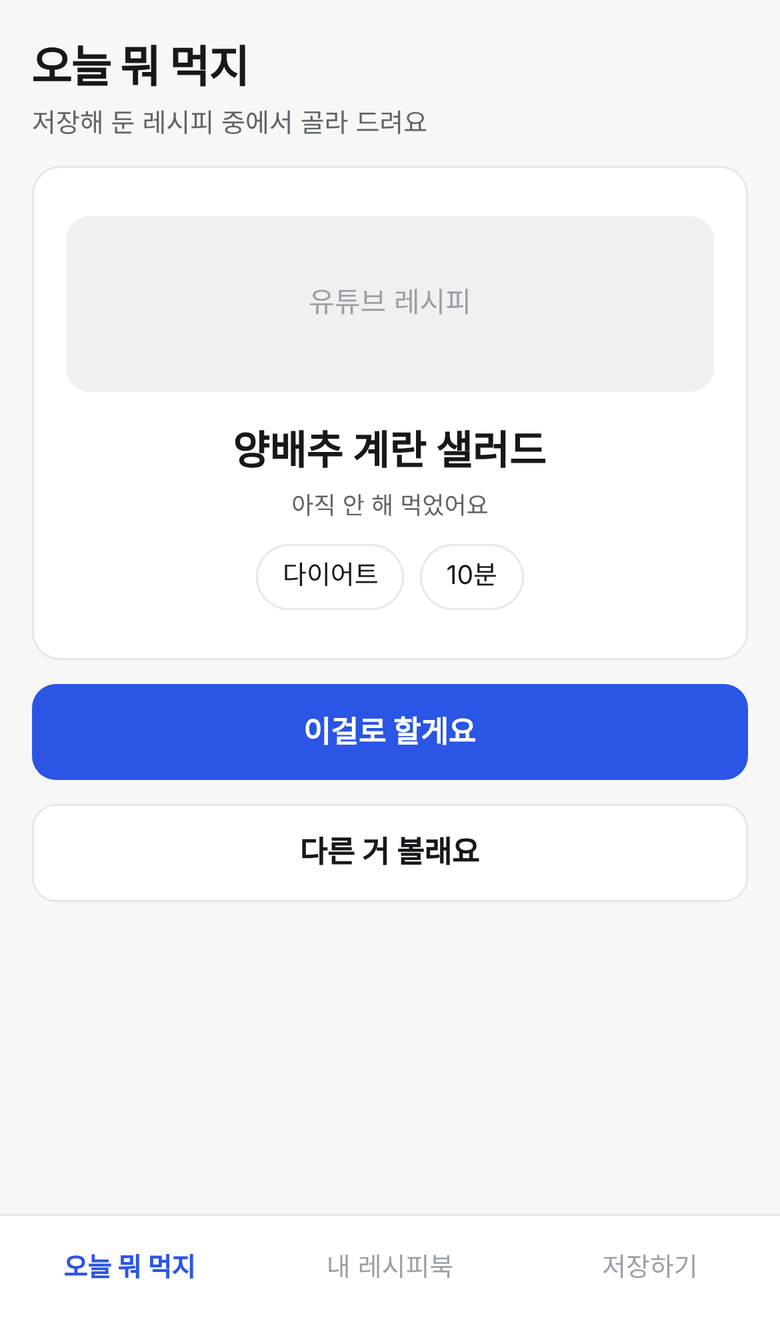 오늘 뭐 먹지
저장해 둔 레시피 중에서 골라 드려요
유튜브 레시피
양배추 계란 샐러드
아직 안 해 먹었어요
다이어트 10분
이걸로 할게요
다른 거 볼래요
오늘 뭐 먹지 내 레시피북 저장하기